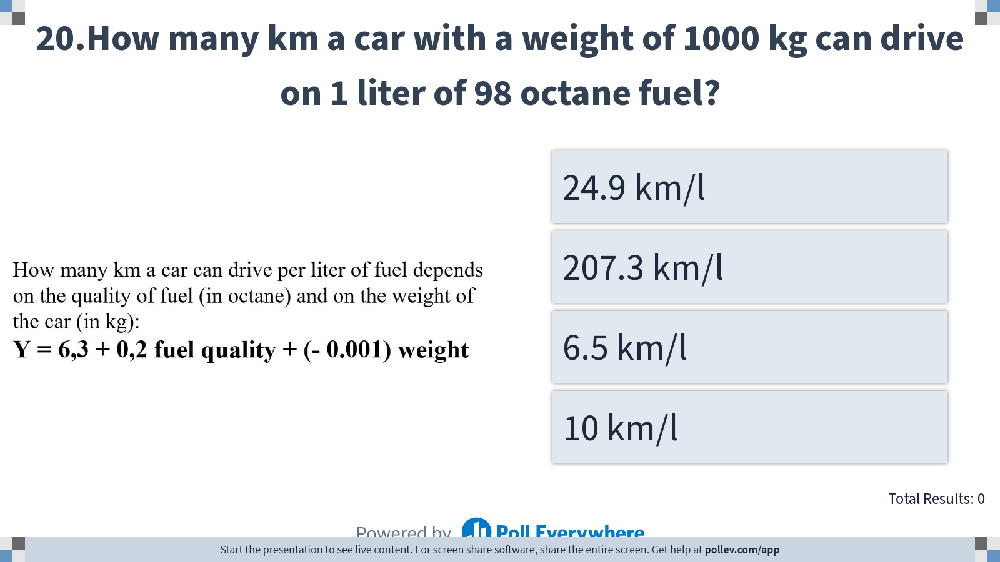 20.How many km a car with a weight of 1000 kg can drive
on 1 liter of 98 octane fuel?
How many km a car can drive per liter of fuel depends
on the quality of fuel (in octane) and on the weight of
the car (in kg):
Y = 6,3 + 0,2 fuel quality + (- 0.001) weight
24.9 km/l
207.3 km/l
6.5 km/l
10 km/l
Total Results: 0
Powered by Poll Everywhere
Start the presentation to see live content. For screen share software, share the entire screen. Get help at pollev.com/app